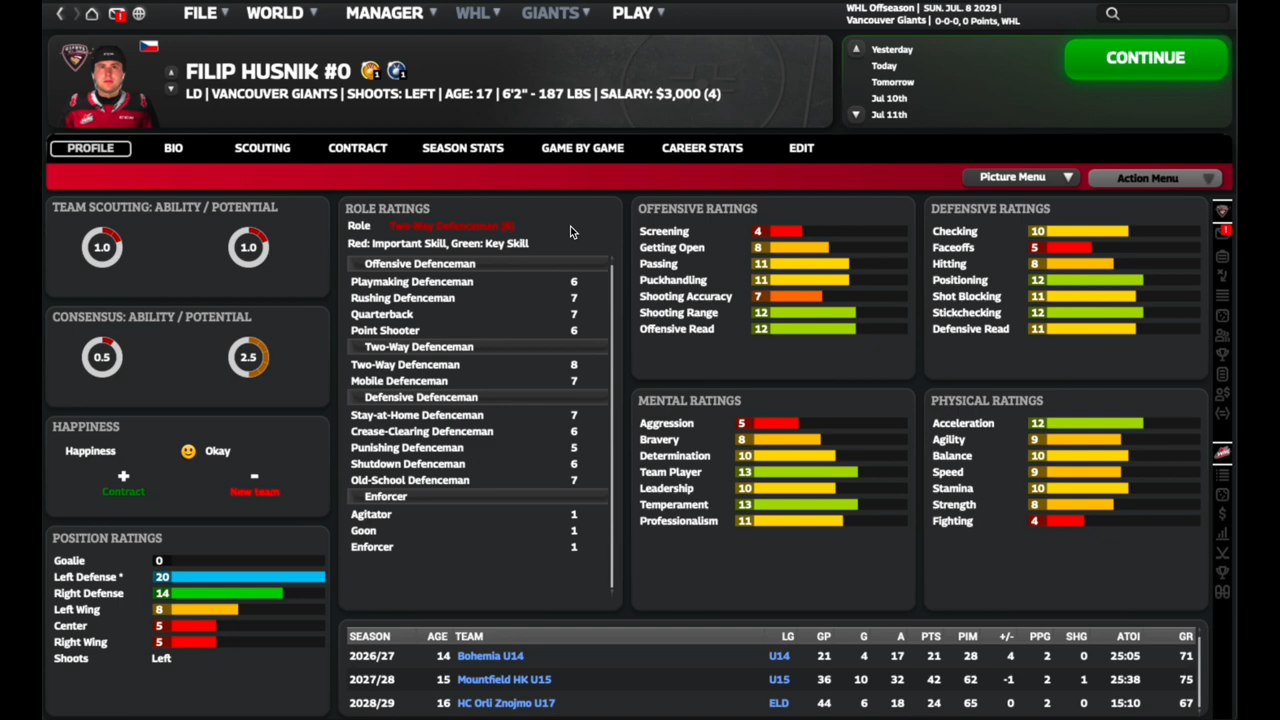 FILE WORLD MANAGER WHL GIANTS PLAY
WHL Offseason | SUN. JUL. 8 2029 |
Vancouver Giants | 0-0-0, 0 Points, WHL
FILIP HUSNIK #0
LD | VANCOUVER GIANTS | SHOOTS: LEFT | AGE: 17 | 6'2" - 187 LBS | SALARY: $3,000 (4)
Yesterday
Today
Tomorrow
Jul 10th
Jul 11th
CONTINUE
PROFILE BIO SCOUTING CONTRACT SEASON STATS GAME BY GAME CAREER STATS EDIT
Picture Menu Action Menu
TEAM SCOUTING: ABILITY / POTENTIAL
1.0 1.0
CONSENSUS: ABILITY / POTENTIAL
0.5 2.5
HAPPINESS
Happiness Okay
+ -
Contract New team
POSITION RATINGS
Goalie 0
Left Defense * 20
Right Defense 14
Left Wing 8
Center 5
Right Wing 5
Shoots Left
ROLE RATINGS
Role Two-Way Defenceman (8)
Red: Important Skill, Green: Key Skill
Offensive Defenceman
Playmaking Defenceman 6
Rushing Defenceman 7
Quarterback 7
Point Shooter 6
Two-Way Defenceman
Two-Way Defenceman 8
Mobile Defenceman 7
Defensive Defenceman
Stay-at-Home Defenceman 7
Crease-Clearing Defenceman 6
Punishing Defenceman 5
Shutdown Defenceman 6
Old-School Defenceman 7
Enforcer
Agitator 1
Goon 1
Enforcer 1
OFFENSIVE RATINGS
Screening 4
Getting Open 8
Passing 11
Puckhandling 11
Shooting Accuracy 7
Shooting Range 12
Offensive Read 12
DEFENSIVE RATINGS
Checking 10
Faceoffs 5
Hitting 8
Positioning 12
Shot Blocking 11
Stickchecking 12
Defensive Read 11
MENTAL RATINGS
Aggression 5
Bravery 8
Determination 10
Team Player 13
Leadership 10
Temperament 13
Professionalism 11
PHYSICAL RATINGS
Acceleration 12
Agility 9
Balance 10
Speed 9
Stamina 10
Strength 8
Fighting 4
SEASON AGE TEAM LG GP G A PTS PIM +/- PPG SHG ATOI GR
2026/27 14 Bohemia U14 U14 21 4 17 21 28 4 2 0 25:05 71
2027/28 15 Mountfield HK U15 U15 36 10 32 42 62 -1 2 1 25:38 75
2028/29 16 HC Orli Znojmo U17 ELD 44 6 18 24 65 0 2 0 15:10 67